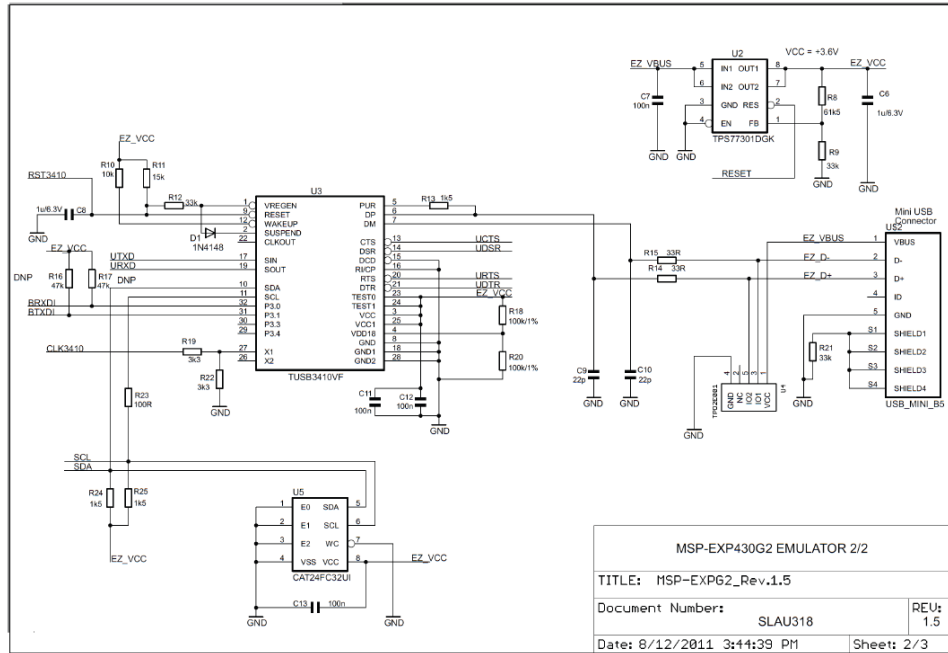 U2
VCC = +3.6V
EZ_VBUS
5 IN1 OUT1 8
EZ_VCC
6 IN2 OUT2 7
C7
100n
3 GND RES 2
4 EN FB 1
TPS77301DGK
R8
61k5
C6
1u/6.3V
R9
33k
GND
GND
GND
GND
RESET
EZ_VCC
R10
10k
R11
15k
RST3410
R12
33k
1u/6.3V
C8
GND
D1
1N4148
EZ_VCC
UTXD
URXD
DNP
R16
47k
R17
47k
DNP
BRXDI
BTXDI
CLK3410
R19
3k3
R22
3k3
GND
U3
1 VREGEN
9 RESET
12 WAKEUP
2 SUSPEND
22 CLKOUT
17 SIN
19 SOUT
10 SDA
11 SCL
32 P3.0
31 P3.1
30 P3.3
29 P3.4
27 X1
26 X2
PUR 5
DP 6
DM 7
CTS 13
DSR 14
DCD 15
RI/CP 16
RTS 20
DTR 21
TEST0 23
TEST1 24
VCC 3
VCC1 25
VDD18 4
GND 8
GND1 18
GND2 28
TUSB3410VF
R13
1k5
UCTS
UDSR
URTS
UDTR
EZ_VCC
R18
100k/1%
R20
100k/1%
C11
100n
C12
100n
GND
C9
22p
C10
22p
GND
GND
R15
33R
R14
33R
EZ_VBUS
EZ_D-
EZ_D+
Mini USB
Connector
US2
1 VBUS
2 D-
3 D+
4 ID
5 GND
S1 SHIELD1
S2 SHIELD2
S3 SHIELD3
S4 SHIELD4
USB_MINI_B5
R21
33k
GND
4 2 5 3 1
GND NC IO2 IO1 VCC
U4
TPD2E001
GND
R23
100R
SCL
SDA
R24
1k5
R25
1k5
EZ_VCC
U5
1 E0 SDA 5
2 E1 SCL 6
3 E2 WC 7
4 VSS VCC 8
EZ_VCC
CAT24FC32UI
C13
100n
GND
GND
MSP-EXP430G2 EMULATOR 2/2
TITLE: MSP-EXPG2_Rev.1.5
Document Number:
SLAU318
REV:
1.5
Date: 8/12/2011 3:44:39 PM
Sheet: 2/3